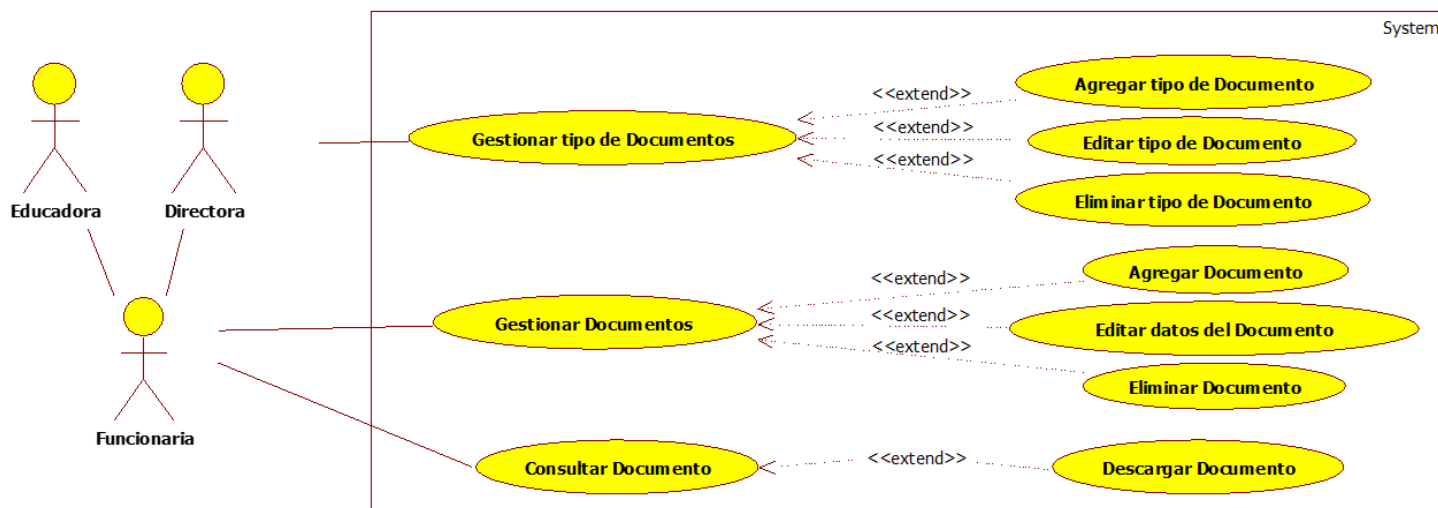 System
Agregar tipo de Documento
<<extend>>
Gestionar tipo de Documentos
<<extend>>
Editar tipo de Documento
<<extend>>
Eliminar tipo de Documento
Educadora
Directora
Agregar Documento
<<extend>>
Gestionar Documentos
<<extend>>
Editar datos del Documento
<<extend>>
Eliminar Documento
Funcionaria
Consultar Documento
<<extend>>
Descargar Documento